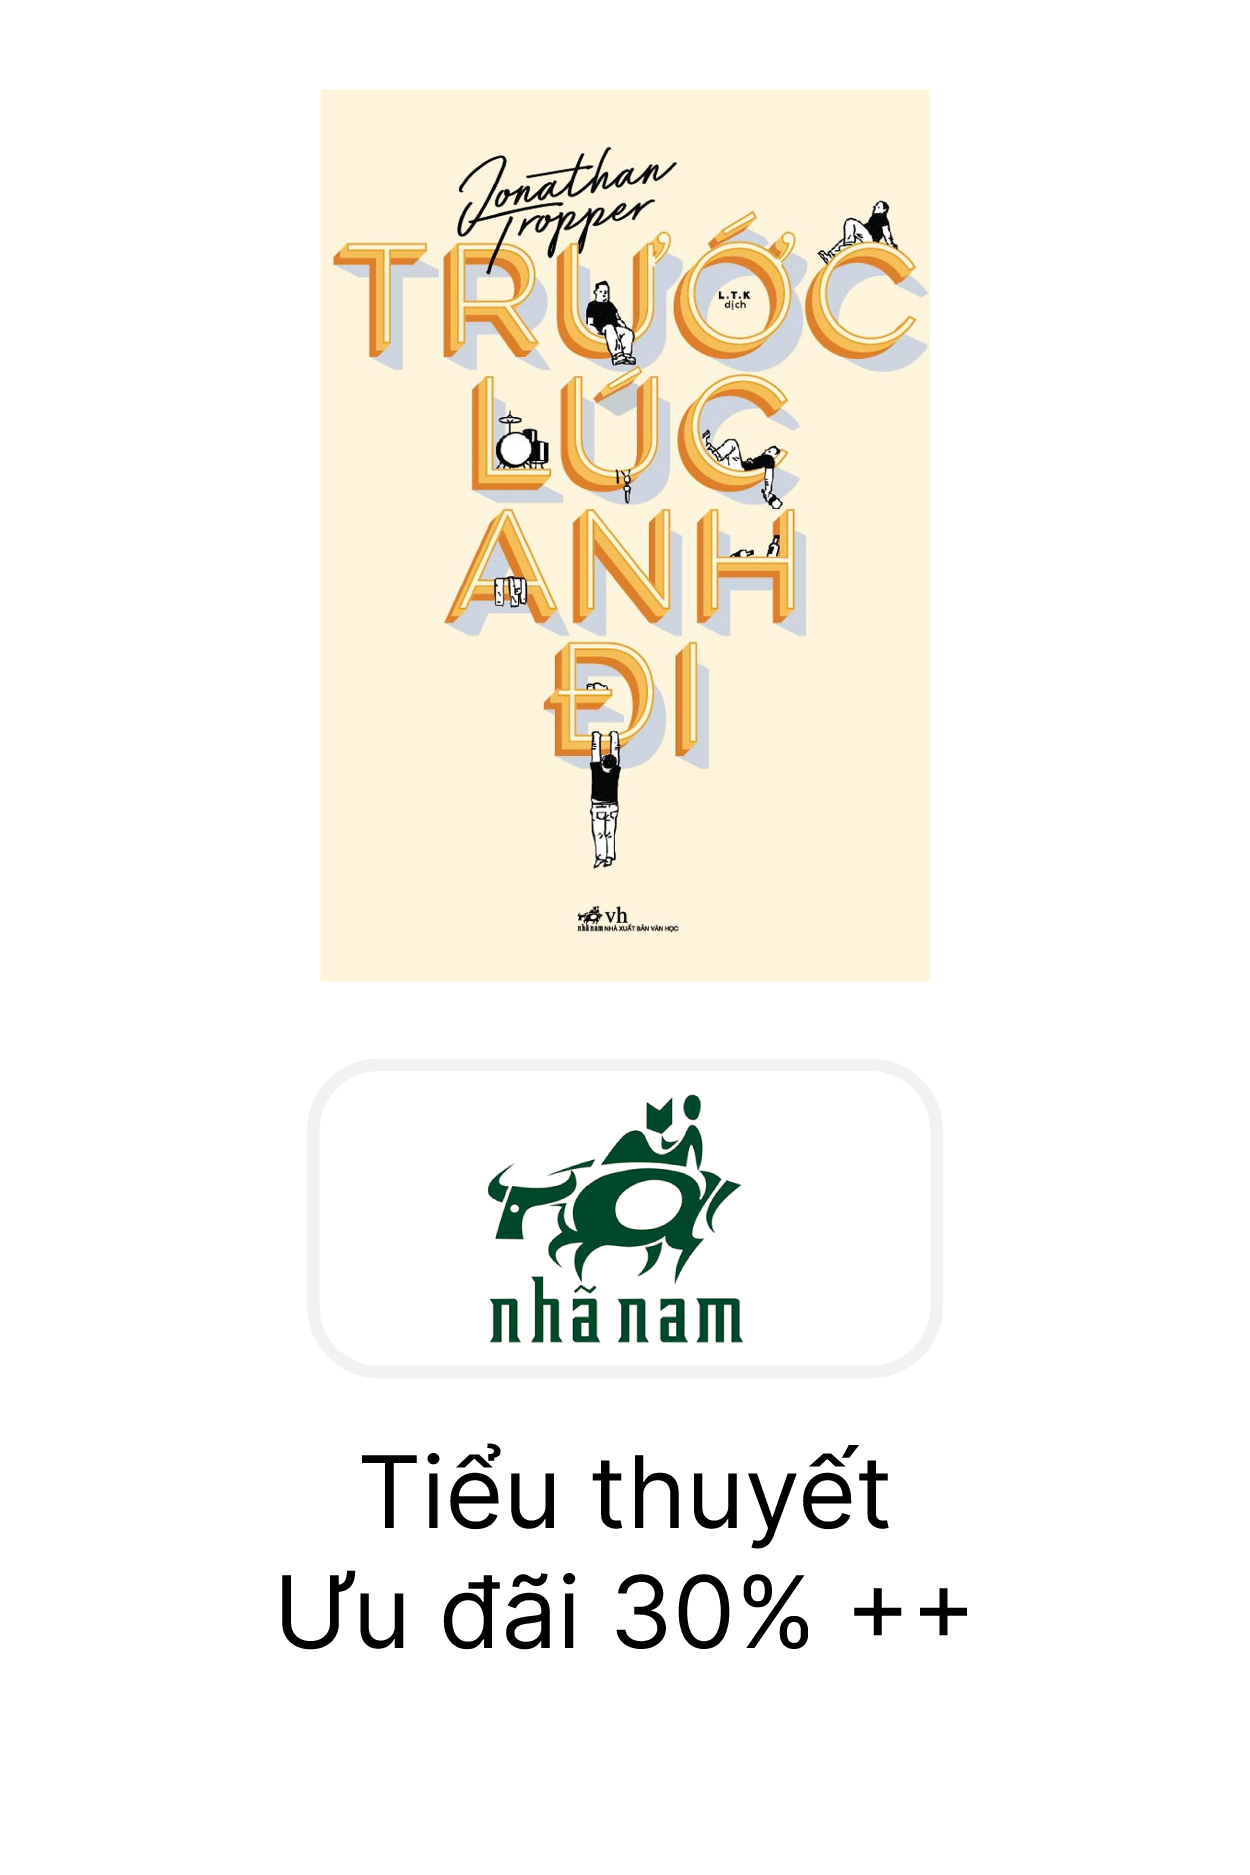 Jonathan
Tropper
TRƯỚC
L.T.K
dịch
LÚC
ANH
ĐI
vh
nhã nam NHÀ XUẤT BẢN VĂN HỌC
nhã nam
Tiểu thuyết
Ưu đãi 30% ++